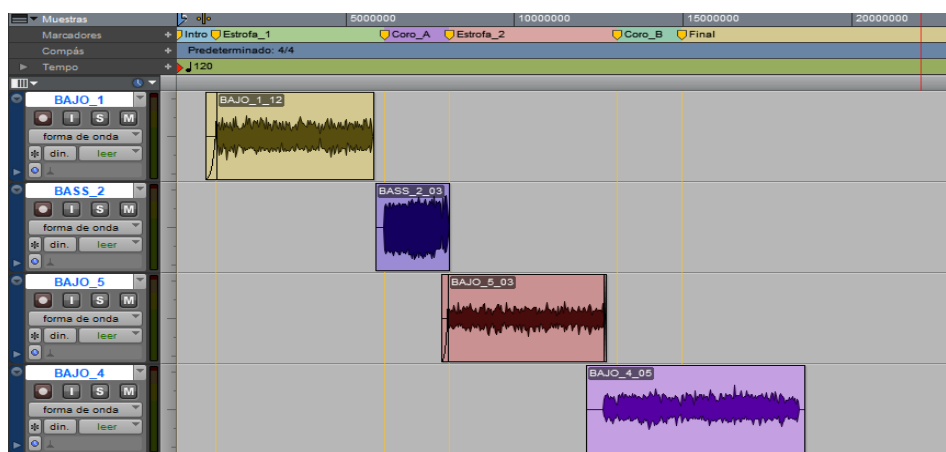 Muestras 5000000 10000000 15000000 20000000
Marcadores + Intro Estrofa_1 Coro_A Estrofa_2 Coro_B Final
Compás + Predeterminado: 4/4
Tempo + 120
BAJO_1 BAJO_1_12
I S M
forma de onda
din. leer
BASS_2 BASS_2_03
I S M
forma de onda
din. leer
BAJO_5 BAJO_5_03
I S M
forma de onda
din. leer
BAJO_4 BAJO_4_05
I S M
forma de onda
din. leer